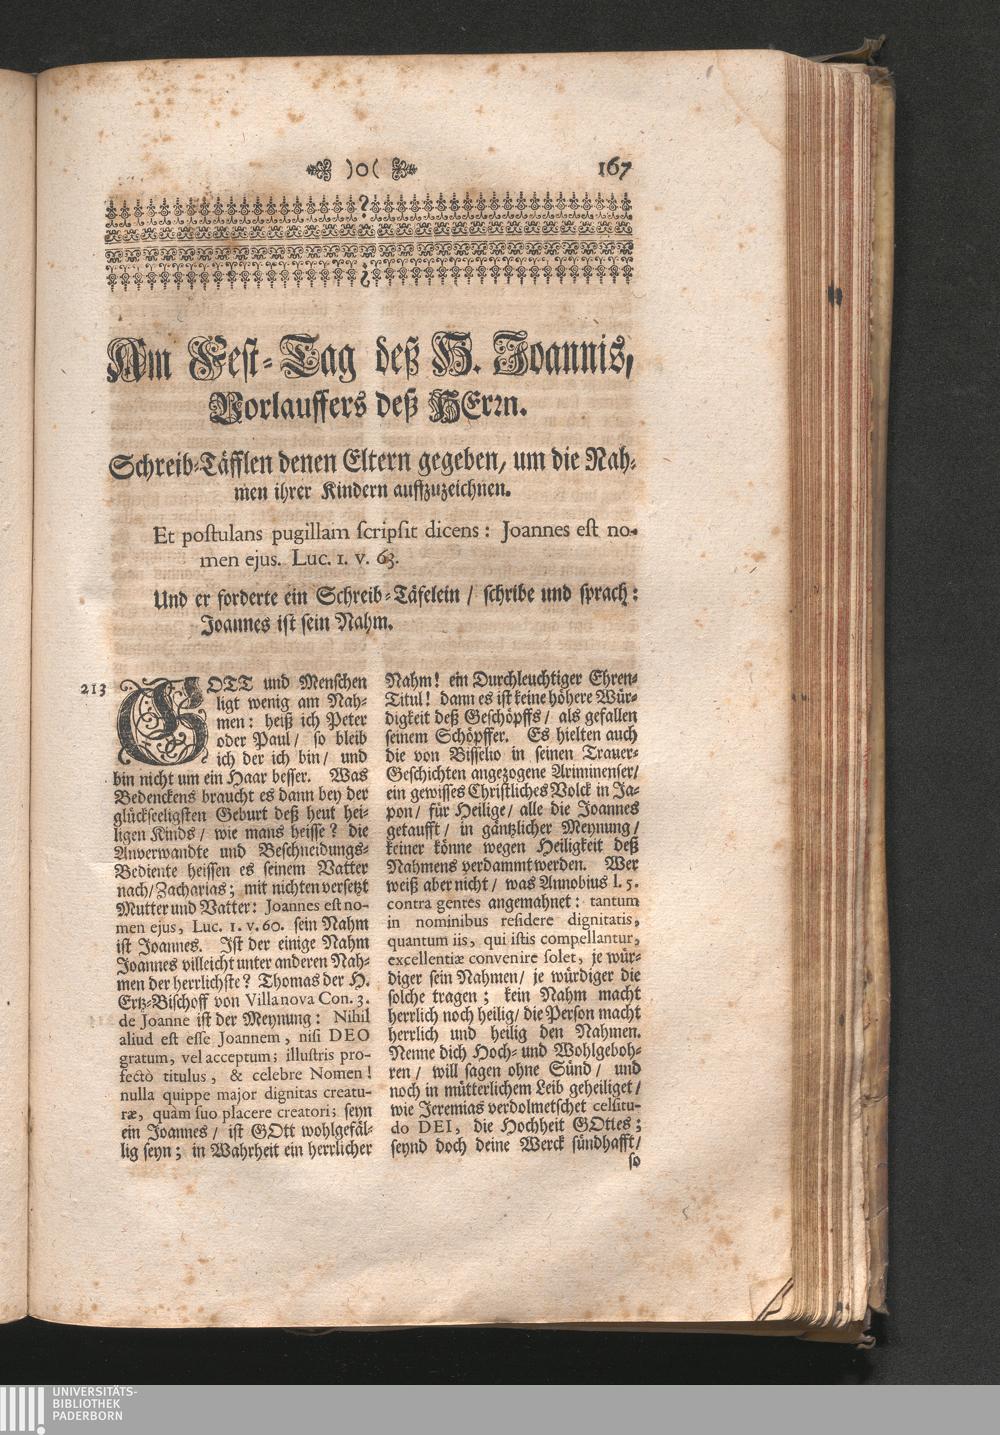 )o( 167
Am Fest-Tag deß H. Joannis,
Vorlauffers deß HErrn.
Schreib-Täfflen denen Eltern gegeben, um die Nah-
men ihrer Kindern auffzuzeichnen.
Et postulans pugillam scripsit dicens: Joannes est no-
men ejus. Luc. 1. v. 63.
Und er forderte ein Schreib-Täfelein / schribe und sprach:
Joannes ist sein Nahm.
213 GOTT und Menschen
ligt wenig am Nah-
men: heiß ich Peter
oder Paul / so bleib
ich der ich bin / und
bin nicht um ein Haar besser. Was
Bedenckens braucht es dann bey der
glückseeligsten Geburt deß heut hei-
ligen Kinds / wie mans heisse? die
Anverwandte und Beschneidungs-
Bediente heissen es seinem Vatter
nach / Zacharias; mit nichten versetzt
Mutter und Vatter: Joannes est no-
men ejus, Luc. 1. v. 60. sein Nahm
ist Joannes. Ist der einige Nahm
Joannes villeicht unter anderen Nah-
men der herrlichste? Thomas der H.
Ertz-Bischoff von Villanova Con. 3.
de Joanne ist der Meynung: Nihil
aliud est esse Joannem, nisi DEO
gratum, vel acceptum; illustris pro-
fectò titulus, & celebre Nomen!
nulla quippe major dignitas creatu-
ræ, quàm suo placere creatori; seyn
ein Joannes / ist GOtt wohlgefäl-
lig seyn; in Wahrheit ein herrlicher
Nahm! ein Durchleuchtiger Ehren-
Titul! dann es ist keine höhere Wür-
digkeit deß Geschöpffs / als gefallen
seinem Schöpffer. Es hielten auch
die von Bisselio in seinen Trauer-
Geschichten angezogene Ariminenser /
ein gewisses Christliches Volck in Ja-
pon / für Heilige / alle die Joannes
getaufft / in gäntzlicher Meynung /
keiner könne wegen Heiligkeit deß
Nahmens verdammt werden. Wer
weiß aber nicht / was Annobius l. 5.
contra gentes angemahnet: tantum
in nominibus residere dignitatis,
quantum iis, qui istis compellantur,
excellentiæ convenire solet, je wür-
diger sein Nahmen / je würdiger die
solche tragen; kein Nahm macht
herrlich noch heilig / die Person macht
herrlich und heilig den Nahmen.
Nenne dich Hoch- und Wohlgeboh-
ren / will sagen ohne Sünd / und
noch in mütterlichem Leib geheiliget /
wie Jeremias verdolmetschet celsitu-
do DEI, die Hochheit GOttes;
seynd doch deine Werck sündhafft /
so
UNIVERSITÄTS-
BIBLIOTHEK
PADERBORN